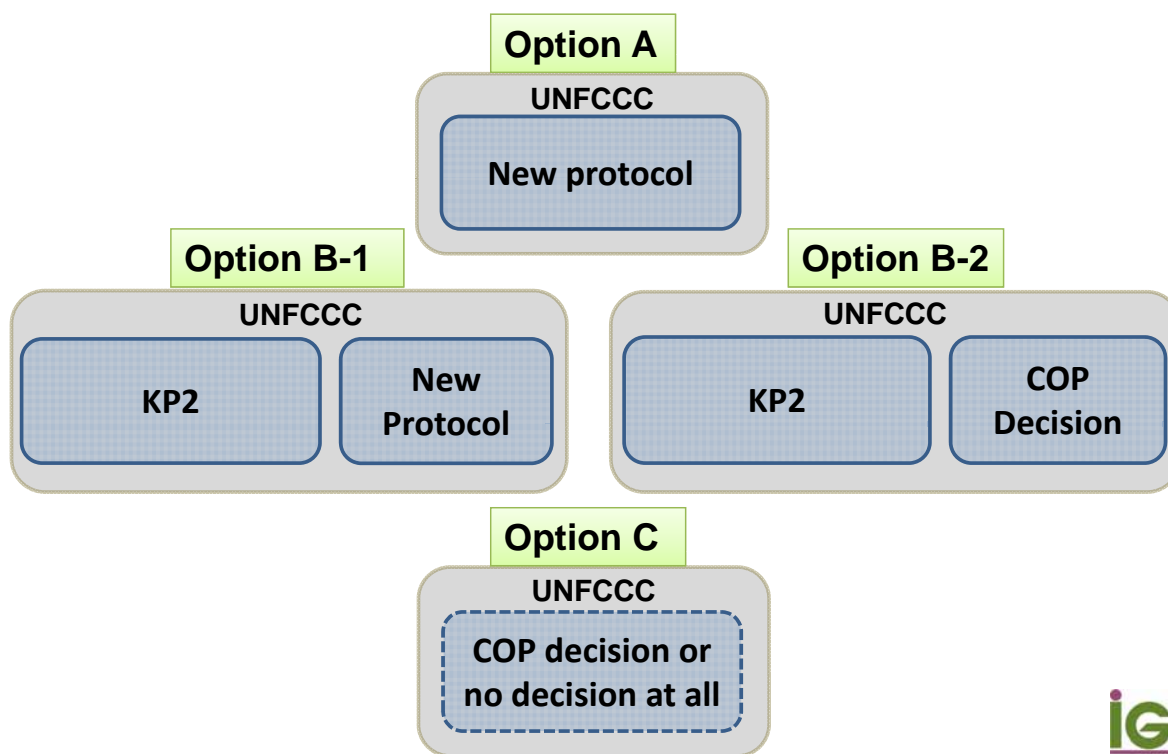 Option A
UNFCCC
New protocol
Option B-1
UNFCCC
KP2
New
Protocol
Option B-2
UNFCCC
KP2
COP
Decision
Option C
UNFCCC
COP decision or
no decision at all
iG